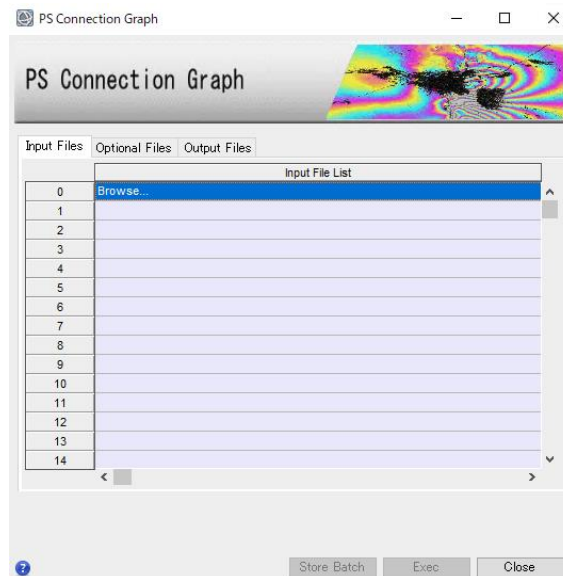 PS Connection Graph
PS Connection Graph
Input Files Optional Files Output Files
Input File List
0 Browse...
1
2
3
4
5
6
7
8
9
10
11
12
13
14
? Store Batch Exec Close